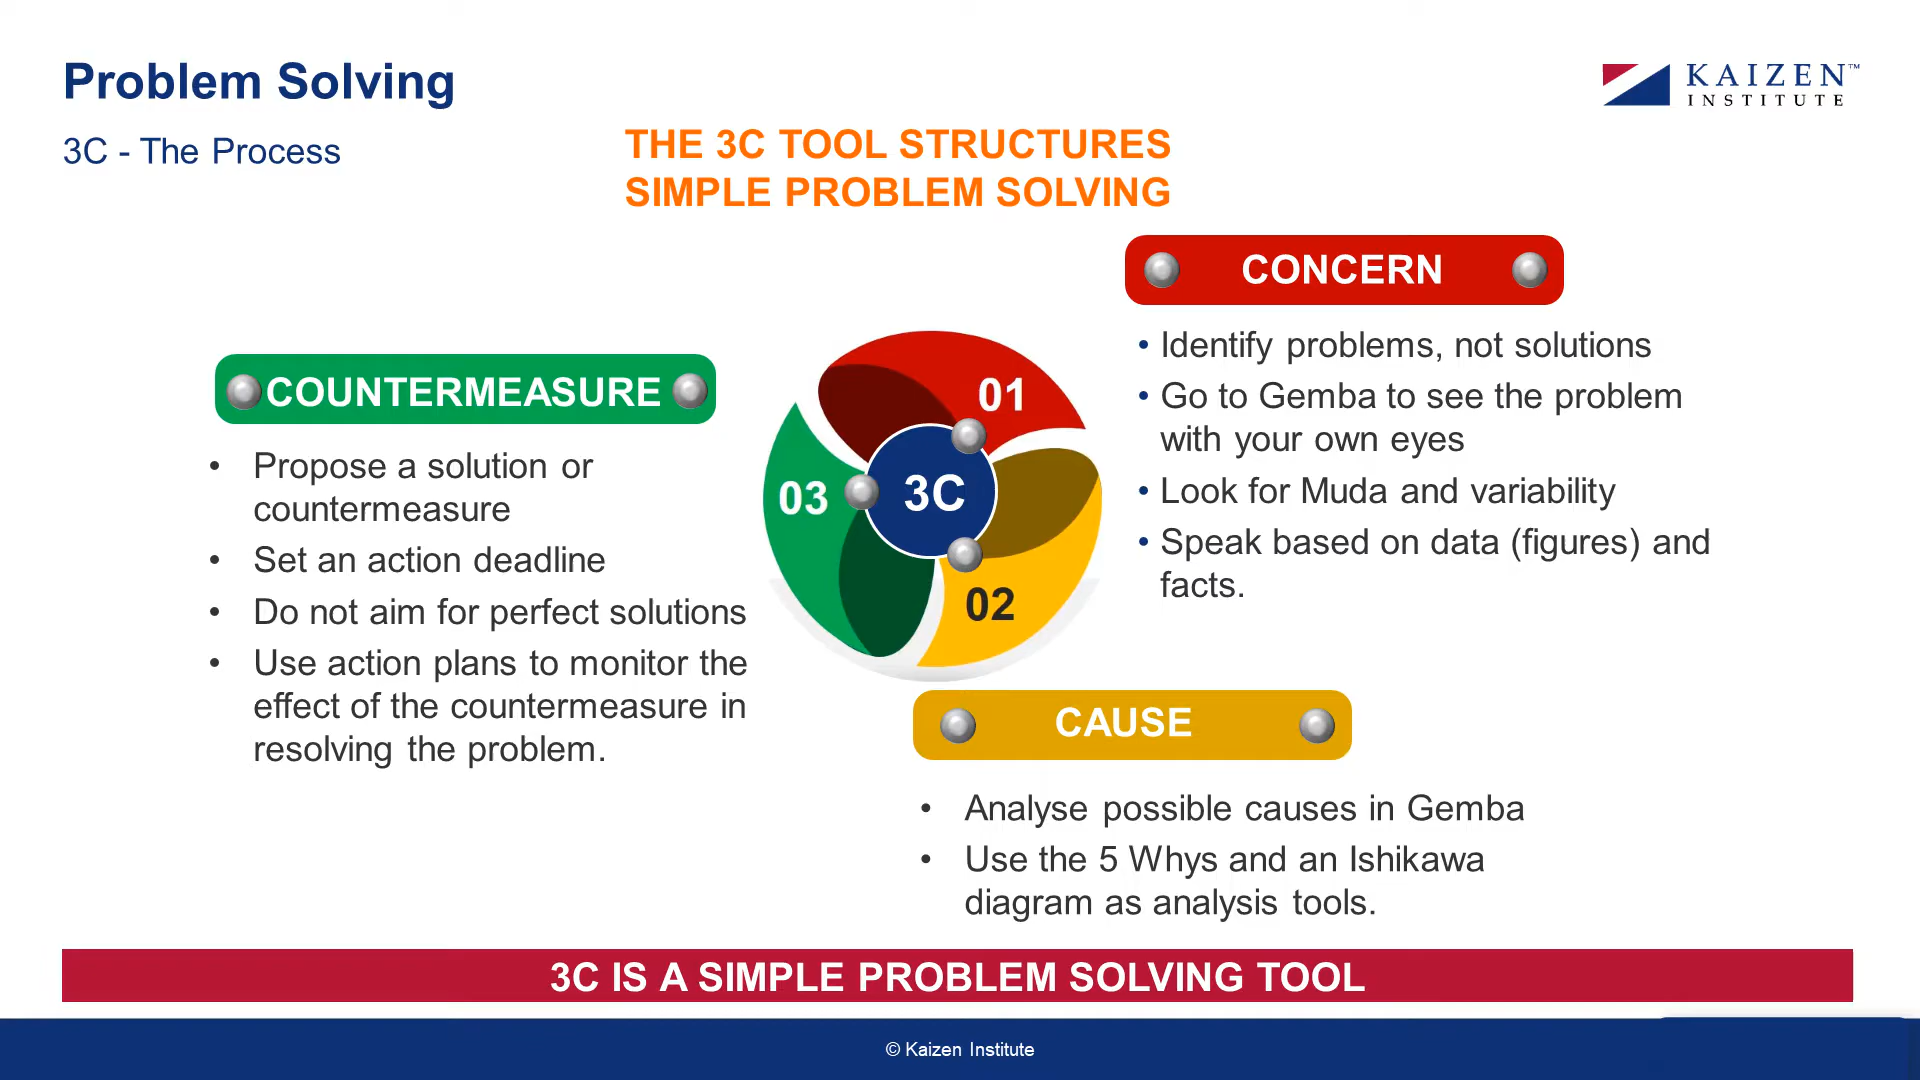 Problem Solving
3C - The Process
KAIZEN™
INSTITUTE
THE 3C TOOL STRUCTURES
SIMPLE PROBLEM SOLVING
CONCERN
• Identify problems, not solutions
• Go to Gemba to see the problem
with your own eyes
• Look for Muda and variability
• Speak based on data (figures) and
facts.
COUNTERMEASURE
• Propose a solution or
countermeasure
• Set an action deadline
• Do not aim for perfect solutions
• Use action plans to monitor the
effect of the countermeasure in
resolving the problem.
01
03
3C
02
CAUSE
• Analyse possible causes in Gemba
• Use the 5 Whys and an Ishikawa
diagram as analysis tools.
3C IS A SIMPLE PROBLEM SOLVING TOOL
© Kaizen Institute